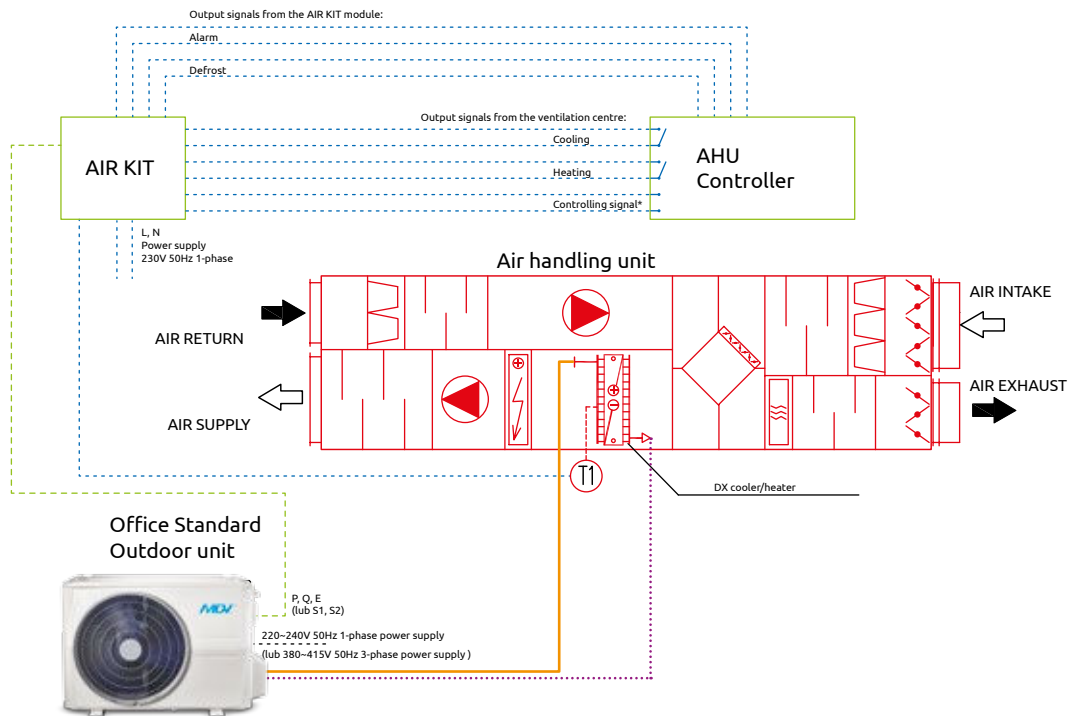 Output signals from the AIR KIT module:
Alarm
Defrost
Output signals from the ventilation centre:
Cooling
Heating
Controlling signal*
AIR KIT
AHU
Controller
L, N
Power supply
230V 50Hz 1-phase
Air handling unit
AIR RETURN
AIR INTAKE
AIR SUPPLY
AIR EXHAUST
T1
DX cooler/heater
Office Standard
Outdoor unit
MDV
P, Q, E
(lub S1, S2)
220~240V 50Hz 1-phase power supply
(lub 380~415V 50Hz 3-phase power supply )